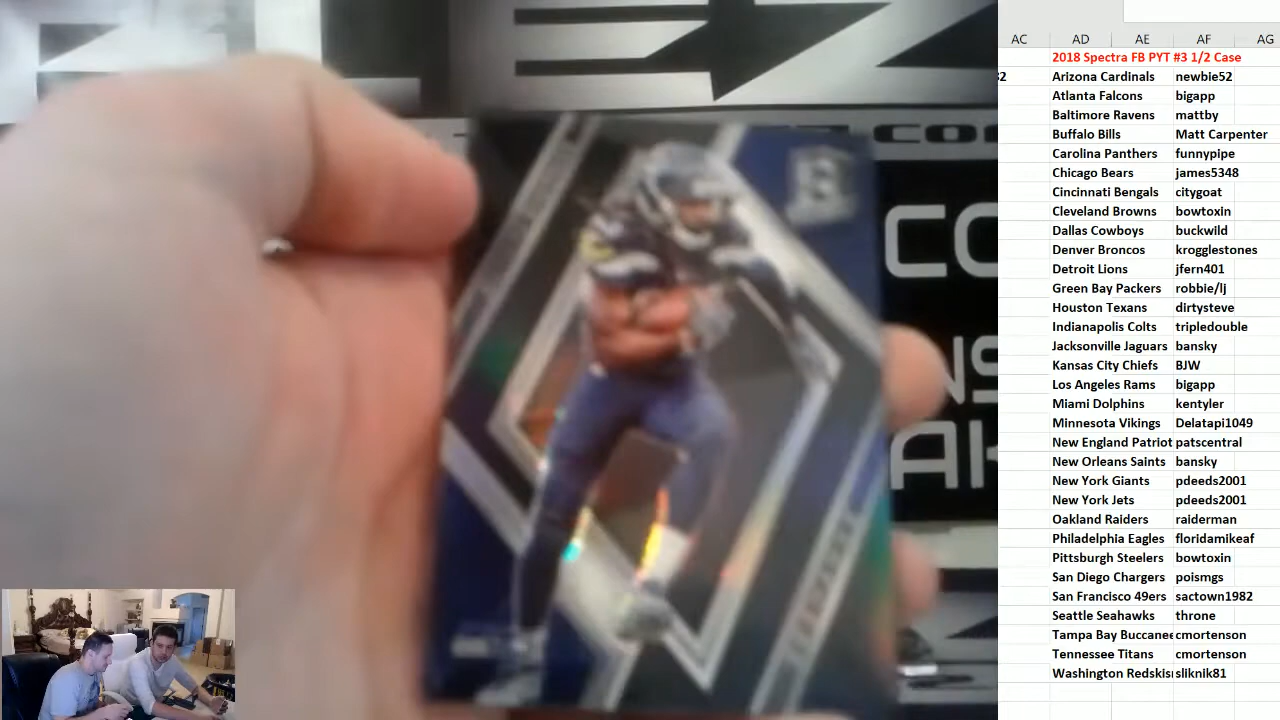 AC AD AE AF AG
2018 Spectra FB PYT #3 1/2 Case
Arizona Cardinals newbie52
Atlanta Falcons bigapp
Baltimore Ravens mattby
Buffalo Bills Matt Carpenter
Carolina Panthers funnypipe
Chicago Bears james5348
Cincinnati Bengals citygoat
Cleveland Browns bowtoxin
Dallas Cowboys buckwild
Denver Broncos krogglestones
Detroit Lions jfern401
Green Bay Packers robbie/lj
Houston Texans dirtysteve
Indianapolis Colts tripledouble
Jacksonville Jaguars bansky
Kansas City Chiefs BJW
Los Angeles Rams bigapp
Miami Dolphins kentyler
Minnesota Vikings Delatapi1049
New England Patriot patscentral
New Orleans Saints bansky
New York Giants pdeeds2001
New York Jets pdeeds2001
Oakland Raiders raiderman
Philadelphia Eagles floridamikeaf
Pittsburgh Steelers bowtoxin
San Diego Chargers poismgs
San Francisco 49ers sactown1982
Seattle Seahawks throne
Tampa Bay Buccanee cmortenson
Tennessee Titans cmortenson
Washington Redskis sliknik81
CO